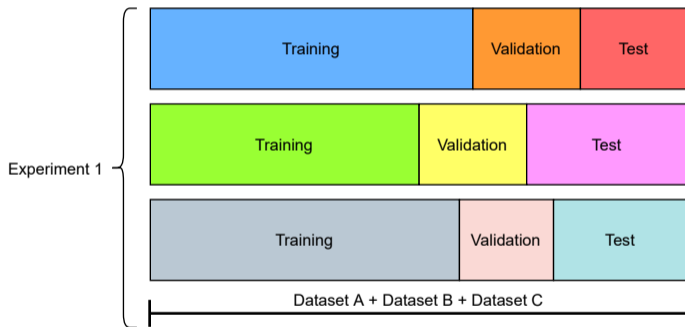 Training Validation Test
Training Validation Test
Experiment 1
Training Validation Test
Dataset A + Dataset B + Dataset C